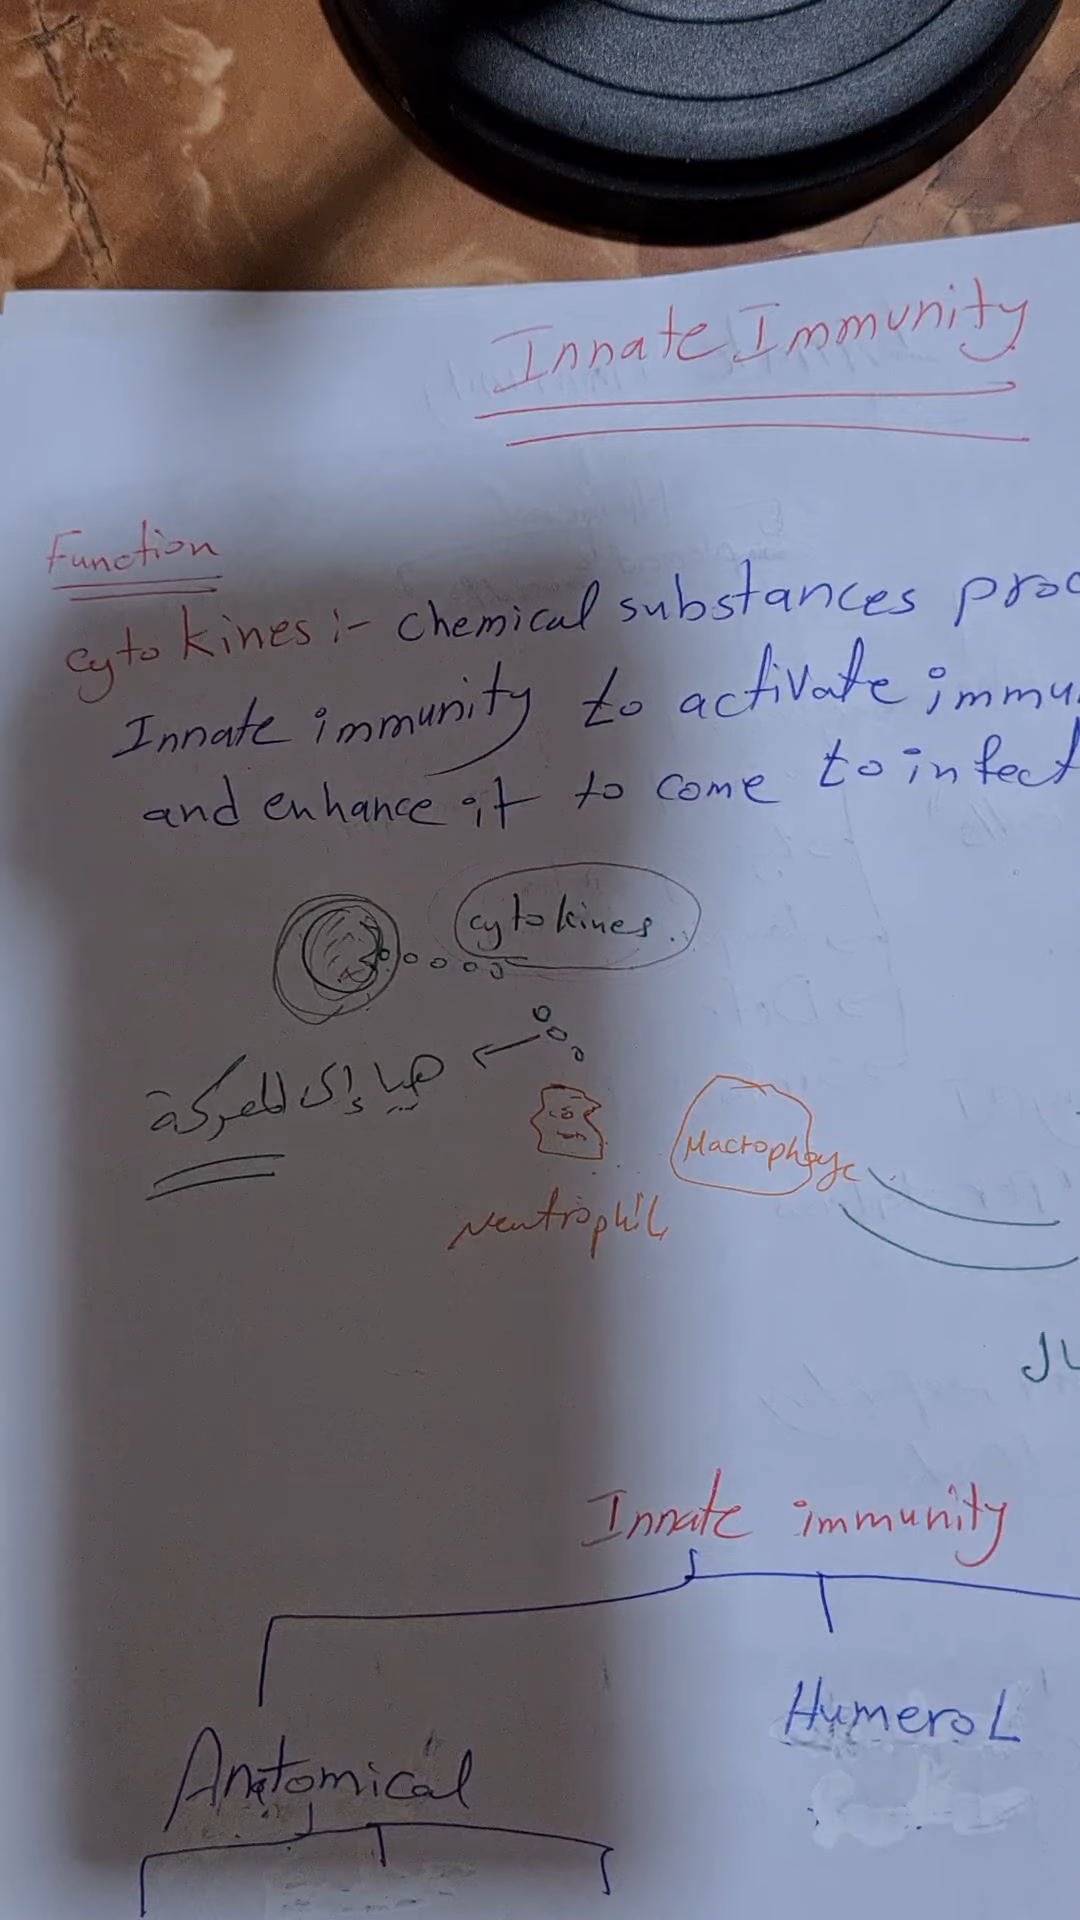 Innate Immunity
Function
cytokines :- chemical substances proc
Innate immunity to activate immu
and enhance it to come to infect
cytokines.
هيا إلى المعركة
Macrophage
Neutrophil
Innate immunity
Humerol
Anatomical